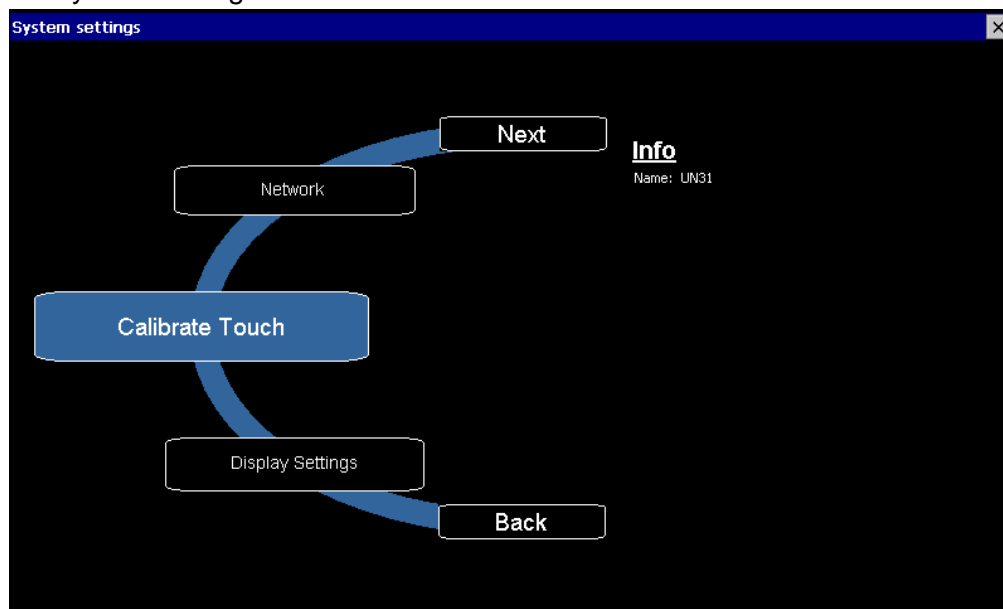 System settings
Next
Info
Name: UN31
Network
Calibrate Touch
Display Settings
Back